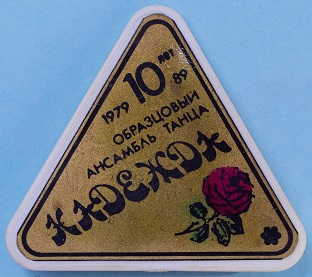 10 ЛЕТ
1979 89
ОБРАЗЦОВЫЙ
АНСАМБЛЬ ТАНЦА
НАДЕЖДА